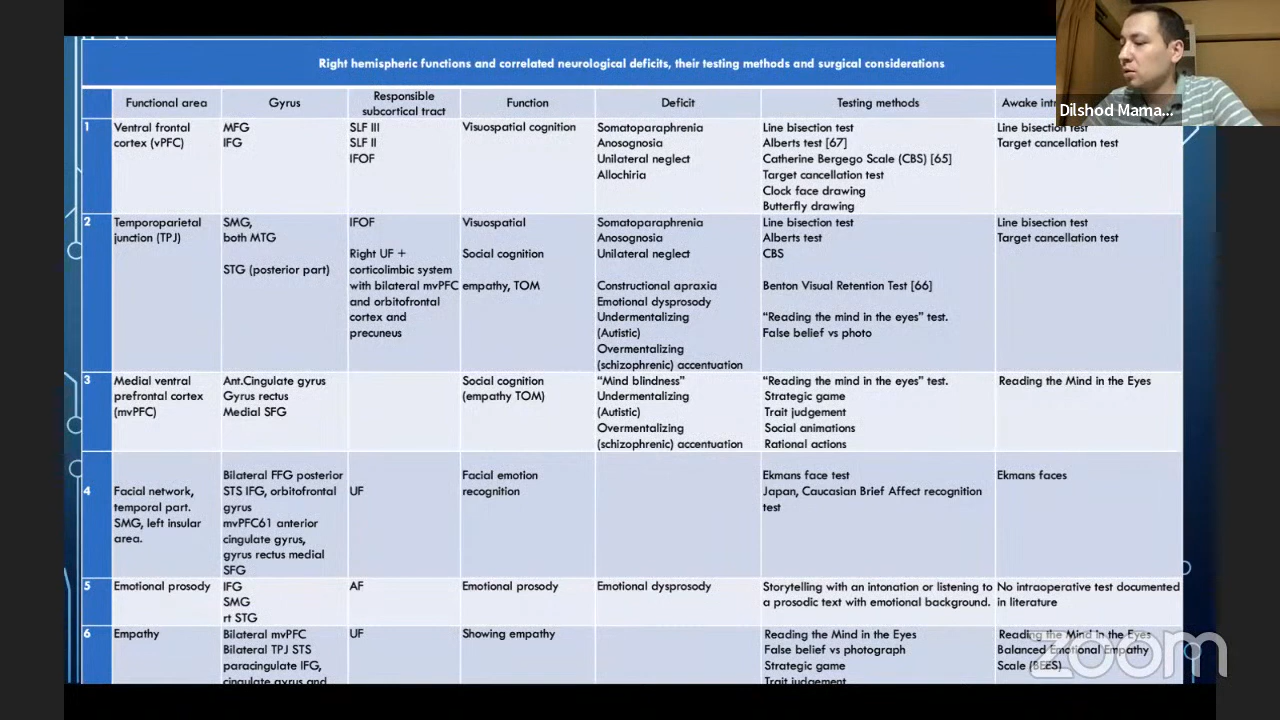 Right hemispheric functions and correlated neurological deficits, their testing methods and surgical considerations
Functional area
Gyrus
Responsible
subcortical tract
Function
Deficit
Testing methods
Awake
1
Ventral frontal
cortex (vPFC)
MFG
IFG
SLF III
SLF II
IFOF
Visuospatial cognition
Somatoparaphrenia
Anosognosia
Unilateral neglect
Allochiria
Line bisection test
Alberts test [67]
Catherine Bergego Scale (CBS) [65]
Target cancellation test
Clock face drawing
Butterfly drawing
Line bisection test
Target cancellation test
2
Temporoparietal
junction (TPJ)
SMG,
both MTG
STG (posterior part)
IFOF
Right UF +
corticolimbic system
with bilateral mvPFC
and orbitofrontal
cortex and
precuneus
Visuospatial
Social cognition
empathy, TOM
Somatoparaphrenia
Anosognosia
Unilateral neglect
Constructional apraxia
Emotional dysprosody
Undermentalizing
(Autistic)
Overmentalizing
(schizophrenic) accentuation
Line bisection test
Alberts test
CBS
Benton Visual Retention Test [66]
“Reading the mind in the eyes” test.
False belief vs photo
Line bisection test
Target cancellation test
3
Medial ventral
prefrontal cortex
(mvPFC)
Ant.Cingulate gyrus
Gyrus rectus
Medial SFG
Social cognition
(empathy TOM)
“Mind blindness”
Undermentalizing
(Autistic)
Overmentalizing
(schizophrenic) accentuation
“Reading the mind in the eyes” test.
Strategic game
Trait judgement
Social animations
Rational actions
Reading the Mind in the Eyes
4
Facial network,
temporal part.
SMG, left insular
area.
Bilateral FFG posterior
STS IFG, orbitofrontal
gyrus
mvPFC61 anterior
cingulate gyrus,
gyrus rectus medial
SFG
UF
Facial emotion
recognition
Ekmans face test
Japan, Caucasian Brief Affect recognition
test
Ekmans faces
5
Emotional prosody
IFG
SMG
rt STG
AF
Emotional prosody
Emotional dysprosody
Storytelling with an intonation or listening to
a prosodic text with emotional background.
No intraoperative test documented
in literature
6
Empathy
Bilateral mvPFC
Bilateral TPJ STS
paracingulate IFG,
cingulate gyrus and
UF
Showing empathy
Reading the Mind in the Eyes
False belief vs photograph
Strategic game
Trait judgement
Reading the Mind in the Eyes
Balanced Emotional Empathy
Scale (BEES)
Dilshod Mama...
zoom